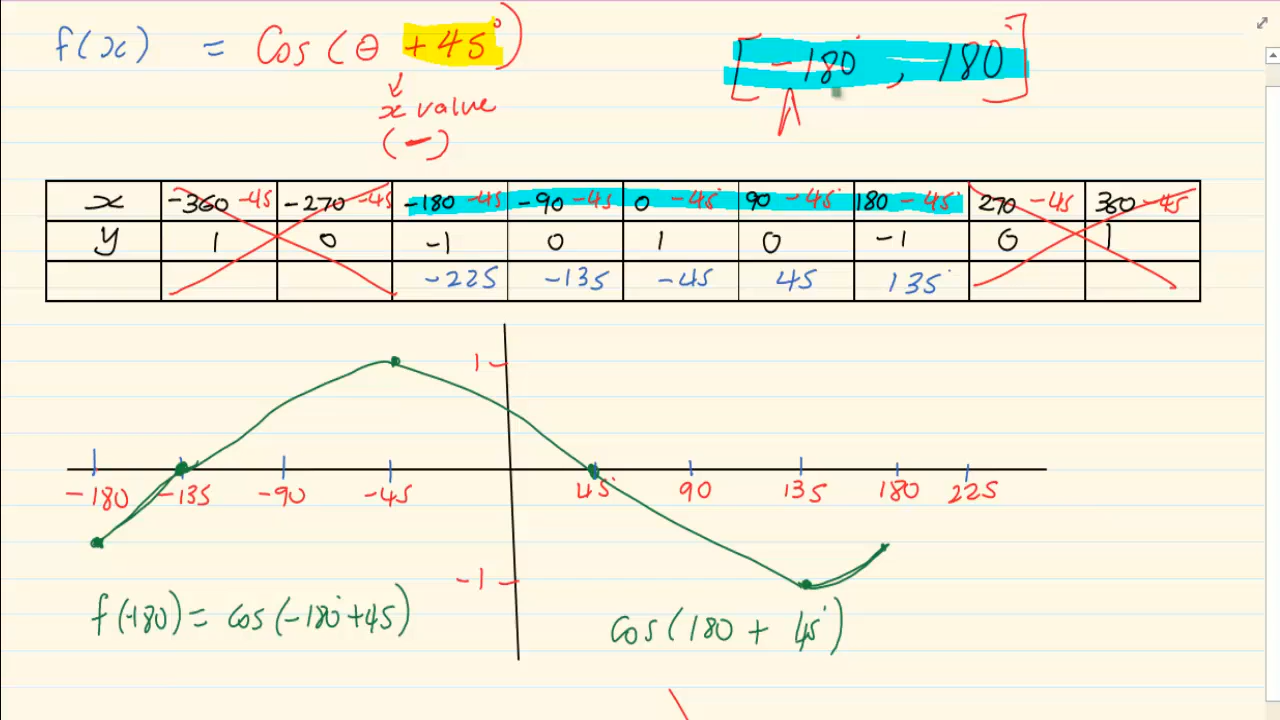 f(x) = Cos(θ + 45°) [-180°, 180°]
x value
(-)
x -360 -45 -270 -45 -180 -45 -90 -45 0 -45° 90 -45° 180 -45° 270 -45 360 -45
y 1 0 -1 0 1 0 -1 0 1
-225 -135 -45 45 135°
1
-180 -135 -90 -45 45° 90 135 180 225
-1
f(-180) = cos(-180°+45) cos(180 + 45°)